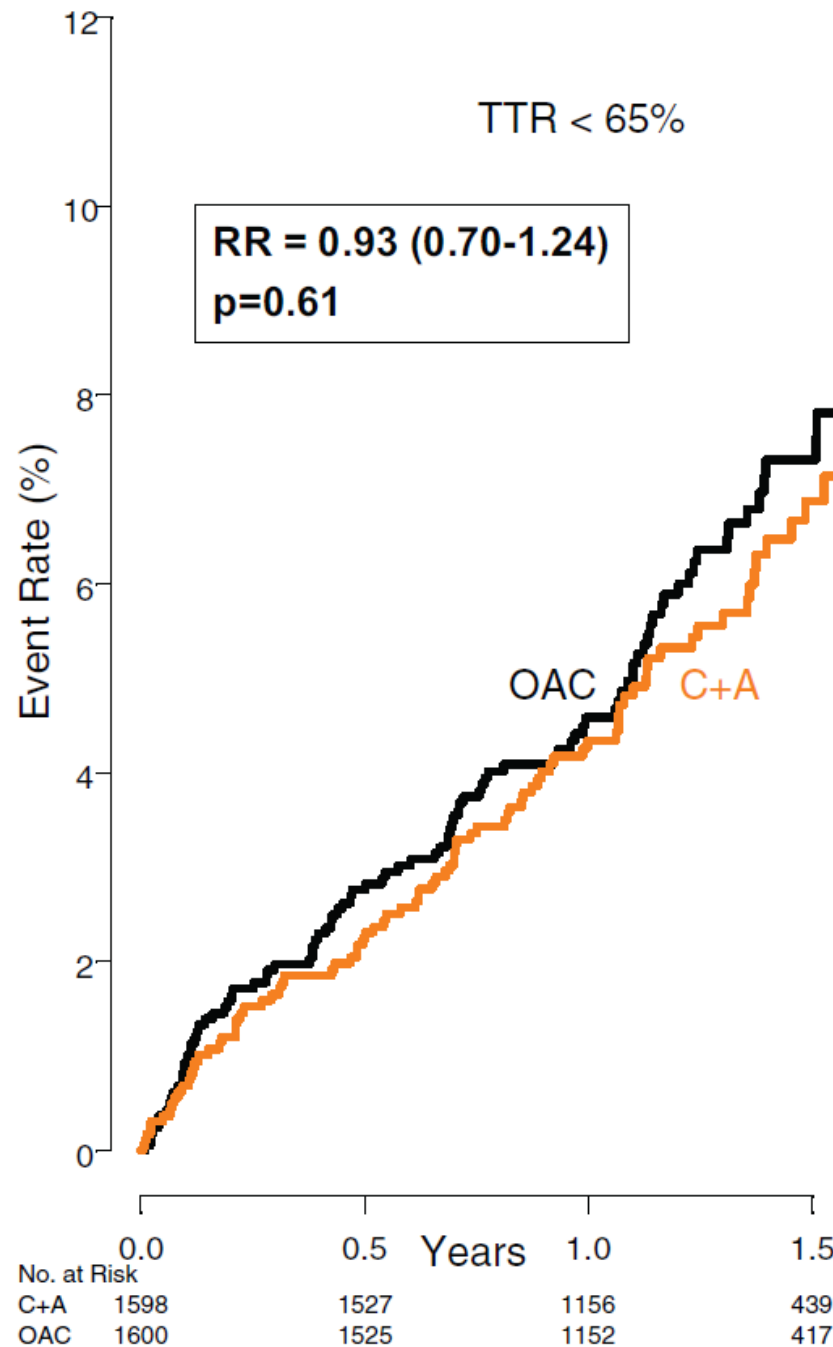 12
TTR < 65%
10
RR = 0.93 (0.70-1.24)
p=0.61
8
Event Rate (%)
6
OAC C+A
4
2
0
0.0 0.5 Years 1.0 1.5
No. at Risk
C+A 1598 1527 1156 439
OAC 1600 1525 1152 417